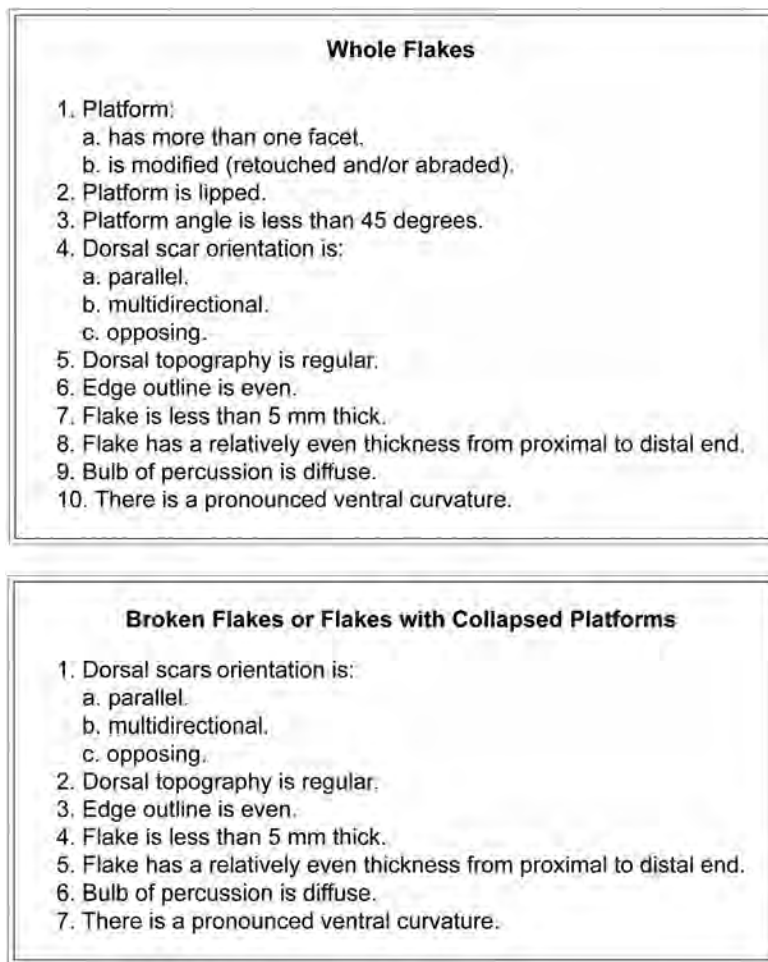 Whole Flakes
1. Platform:
a. has more than one facet.
b. is modified (retouched and/or abraded).
2. Platform is lipped.
3. Platform angle is less than 45 degrees.
4. Dorsal scar orientation is:
a. parallel.
b. multidirectional.
c. opposing.
5. Dorsal topography is regular.
6. Edge outline is even.
7. Flake is less than 5 mm thick.
8. Flake has a relatively even thickness from proximal to distal end.
9. Bulb of percussion is diffuse.
10. There is a pronounced ventral curvature.
Broken Flakes or Flakes with Collapsed Platforms
1. Dorsal scars orientation is:
a. parallel.
b. multidirectional.
c. opposing.
2. Dorsal topography is regular.
3. Edge outline is even.
4. Flake is less than 5 mm thick.
5. Flake has a relatively even thickness from proximal to distal end.
6. Bulb of percussion is diffuse.
7. There is a pronounced ventral curvature.